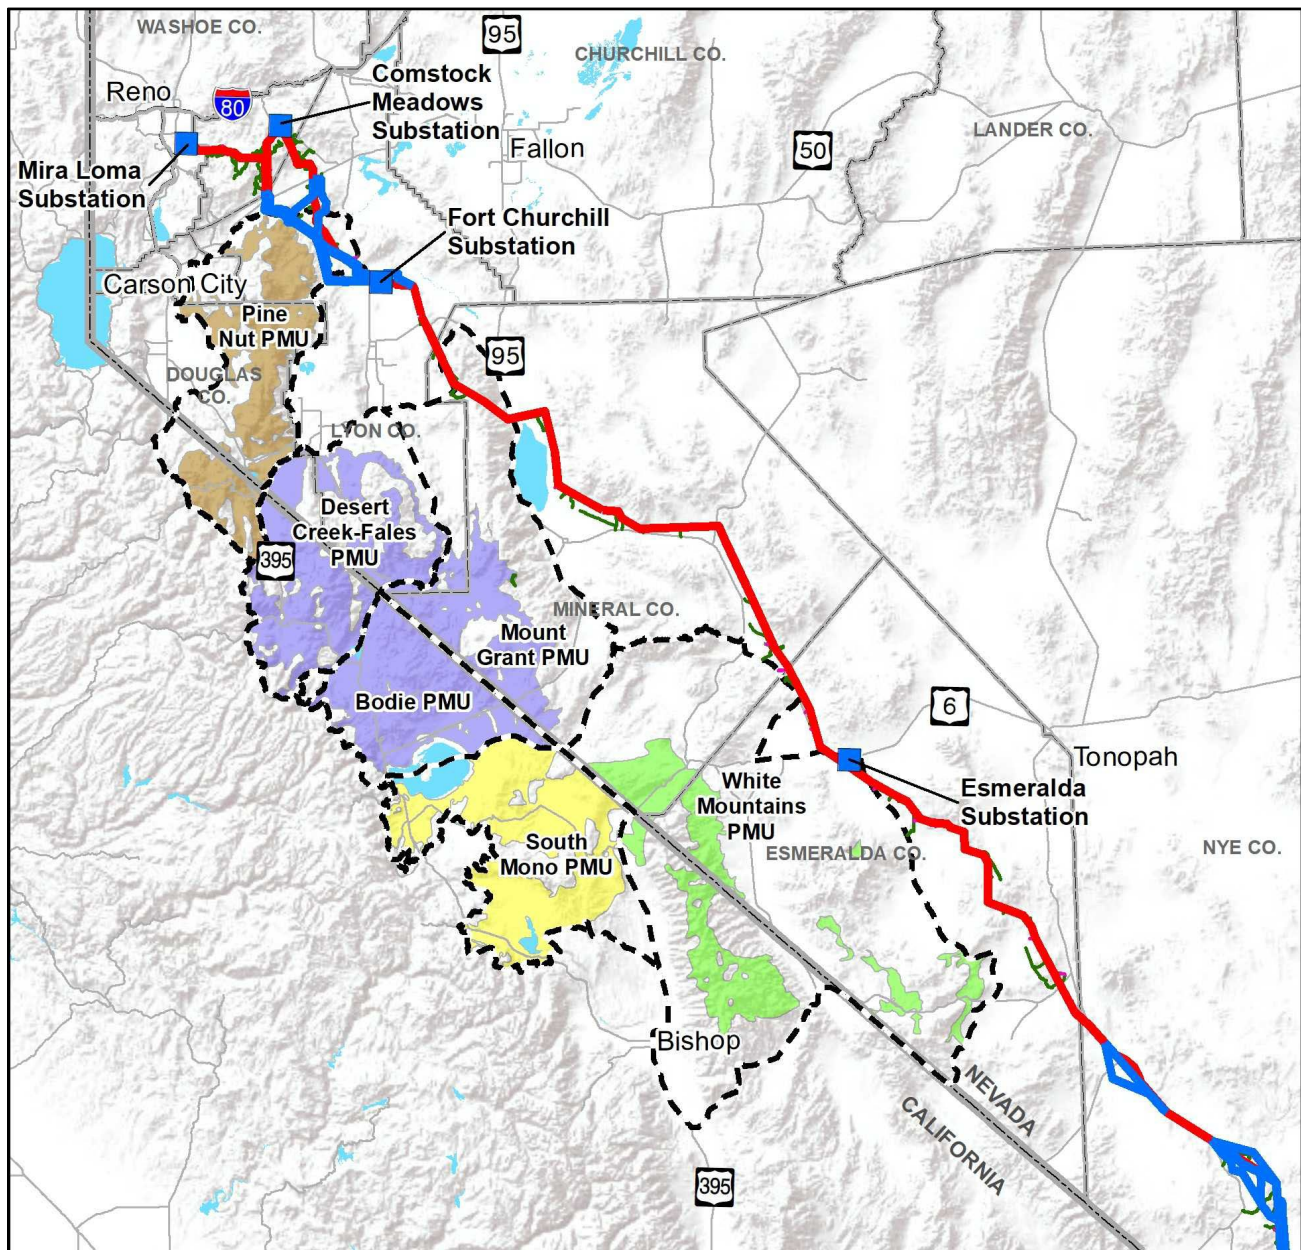 WASHOE CO.
95
CHURCHILL CO.
Reno
80
Comstock
Meadows
Substation
LANDER CO.
50
Fallon
Mira Loma
Substation
Fort Churchill
Substation
Carson City
Pine
Nut PMU
95
DOUGLAS
CO.
LYON CO.
Desert
Creek-Fales
PMU
395
MINERAL CO.
Mount
Grant PMU
Bodie PMU
6
Tonopah
White
Mountains
PMU
Esmeralda
Substation
South
Mono PMU
ESMERALDA CO.
NYE CO.
Bishop
NEVADA
CALIFORNIA
395